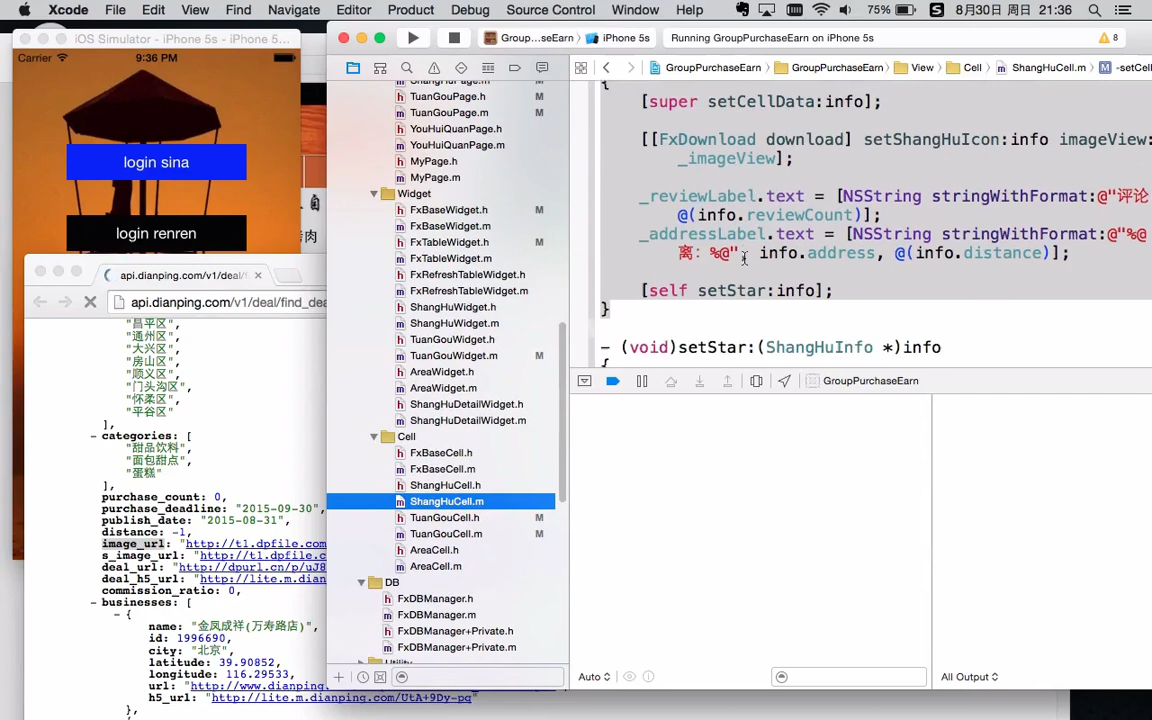 Xcode File Edit View Find Navigate Editor Product Debug Source Control Window Help 75% 8月30日 周日 21:36
iOS Simulator - iPhone 5s - iPhone 5s...
Carrier 9:36 PM
login sina
login renren
api.dianping.com/v1/deal/
api.dianping.com/v1/deal/find_dea
"昌平区",
"通州区"
"大兴区",
"房山区"
"顺义区"
"门头沟区"
"怀柔区",
"平谷区"
],
categories: [
"甜品饮料",
"面包甜点",
"蛋糕"
],
purchase_count: 0,
purchase_deadline: "2015-09-30",
publish_date: "2015-08-31",
distance: -1,
image_url: "http://t1.dpfile.com
s_image_url: "http://t1.dpfile.com
deal_url: "http://dpurl.cn/p/uJ8
deal_h5_url: "http://lite.m.dian
commission_ratio: 0,
businesses: [
{
name: "金凤成祥(万寿路店)",
id: 1996690,
city: "北京",
latitude: 39.90852,
longitude: 116.29533,
url: "http://www.dianping
h5_url: "http://lite.m.dianping.com/UtA+9Dy-pq"
},
Group...seEarn iPhone 5s Running GroupPurchaseEarn on iPhone 5s 8
TuanGouPage.h M
TuanGouPage.m M
YouHuiQuanPage.h
YouHuiQuanPage.m
MyPage.h
MyPage.m
Widget
FxBaseWidget.h M
FxBaseWidget.m
FxTableWidget.h M
FxTableWidget.m
FxRefreshTableWidget.h
FxRefreshTableWidget.m
ShangHuWidget.h
ShangHuWidget.m
TuanGouWidget.h
TuanGouWidget.m M
AreaWidget.h
AreaWidget.m
ShangHuDetailWidget.h
ShangHuDetailWidget.m
Cell
FxBaseCell.h
FxBaseCell.m
ShangHuCell.h
ShangHuCell.m
TuanGouCell.h M
TuanGouCell.m M
AreaCell.h
AreaCell.m
DB
FxDBManager.h
FxDBManager.m
FxDBManager+Private.h
FxDBManager+Private.m
Utility
GroupPurchaseEarn GroupPurchaseEarn View Cell ShangHuCell.m M -setCell
{
[super setCellData:info];
[[FxDownload download] setShangHuIcon:info imageView:
_imageView];
_reviewLabel.text = [NSString stringWithFormat:@"评论
@(info.reviewCount)];
_addressLabel.text = [NSString stringWithFormat:@"%@
离: %@", info.address, @(info.distance)];
[self setStar:info];
}
- (void)setStar:(ShangHuInfo *)info
{
GroupPurchaseEarn
Auto All Output